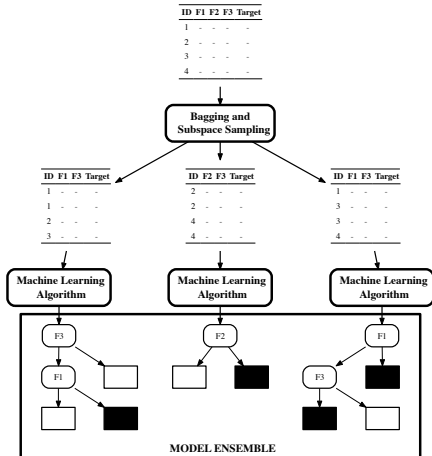 ID F1 F2 F3 Target
1 - - - -
2 - - - -
3 - - - -
4 - - - -
Bagging and
Subspace Sampling
ID F1 F3 Target
1 - - -
1 - - -
2 - - -
3 - - -
ID F2 F3 Target
2 - - -
2 - - -
4 - - -
4 - - -
ID F1 F3 Target
1 - - -
3 - - -
3 - - -
4 - - -
Machine Learning
Algorithm
Machine Learning
Algorithm
Machine Learning
Algorithm
F3
F1
F2
F1
F3
MODEL ENSEMBLE